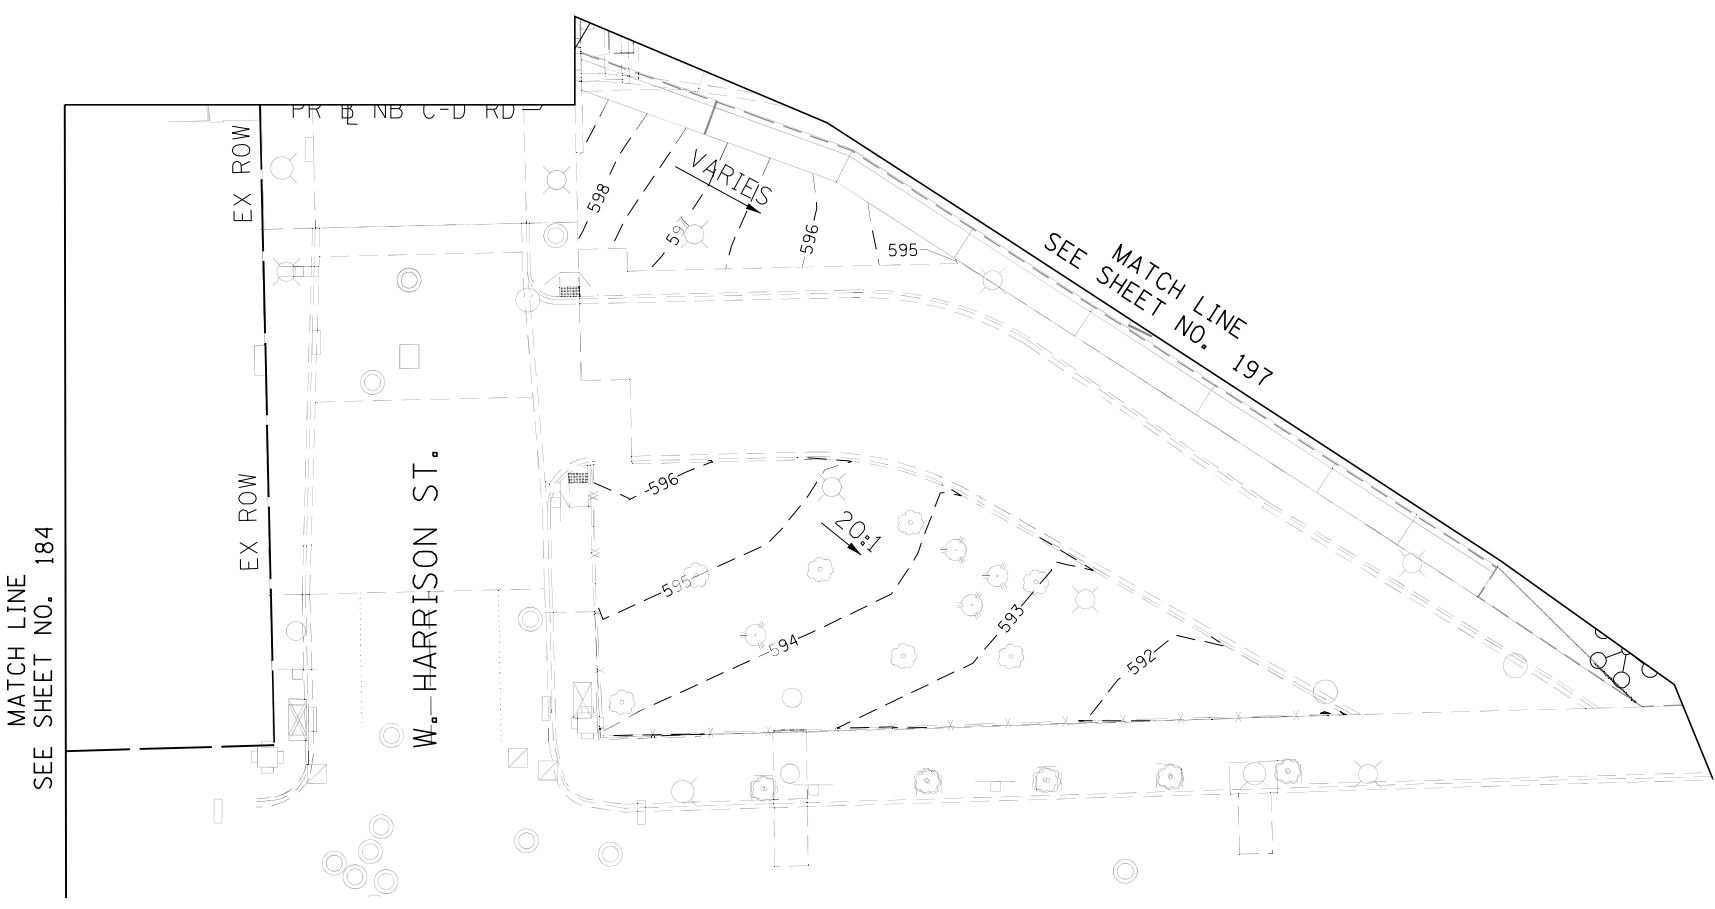 PR ℄ NB C-D RD
EX ROW
VARIES
598
597
596
595
MATCH LINE
SEE SHEET NO. 197
EX ROW
W. HARRISON ST.
596
20:1
595
594
593
592
MATCH LINE
SEE SHEET NO. 184